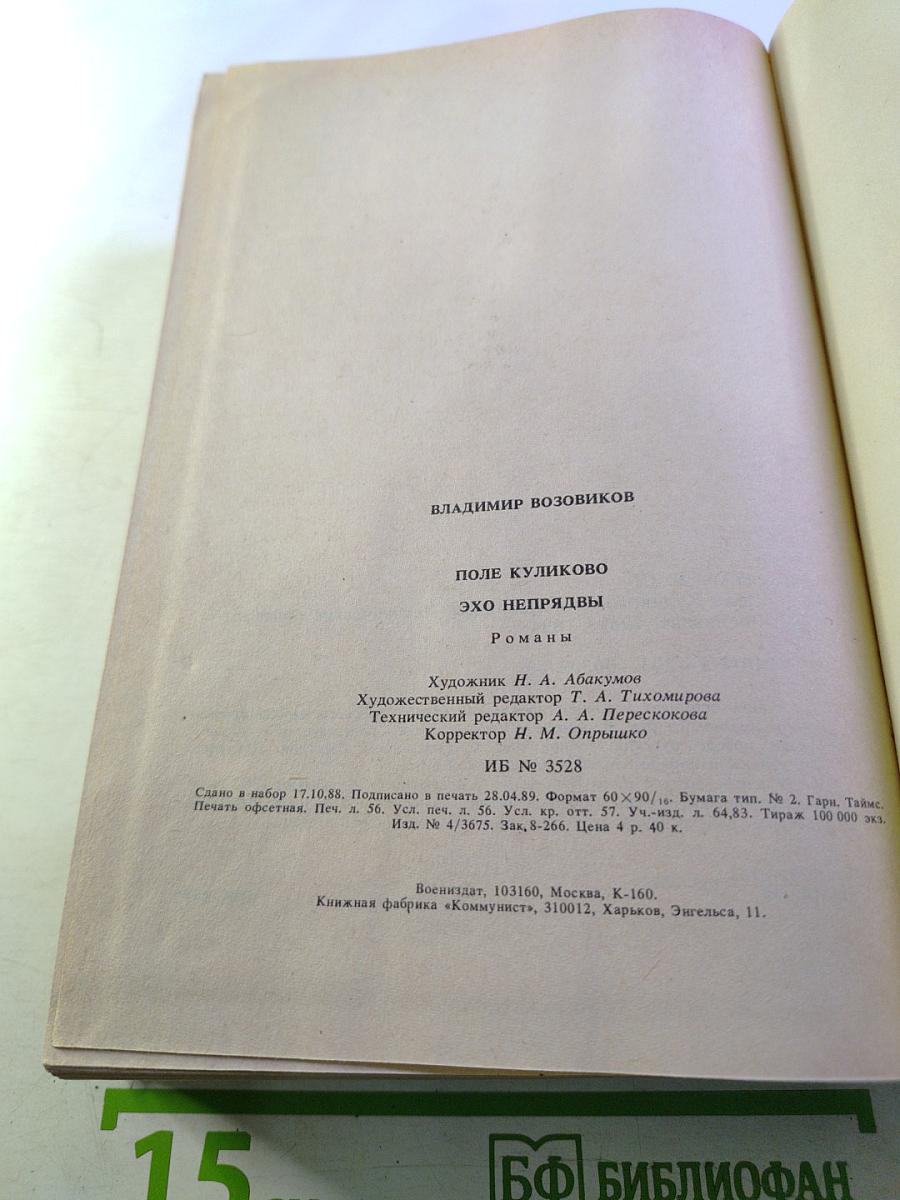 ВЛАДИМИР ВОЗОВИКОВ
ПОЛЕ КУЛИКОВО
ЭХО НЕПРЯДВЫ
Романы
Художник Н. А. Абакумов
Художественный редактор Т. А. Тихомирова
Технический редактор А. А. Перескокова
Корректор Н. М. Опрышко
ИБ № 3528
Сдано в набор 17.10.88. Подписано в печать 28.04.89. Формат 60×90/16. Бумага тип. № 2. Гарн. Таймс.
Печать офсетная. Печ. л. 56. Усл. печ. л. 56. Усл. кр. отт. 57. Уч.-изд. л. 64,83. Тираж 100 000 экз.
Изд. № 4/3675. Зак. 8-266. Цена 4 р. 40 к.
Воениздат, 103160, Москва, К-160.
Книжная фабрика «Коммунист», 310012, Харьков, Энгельса, 11.
15
БФ БИБЛИОФАН